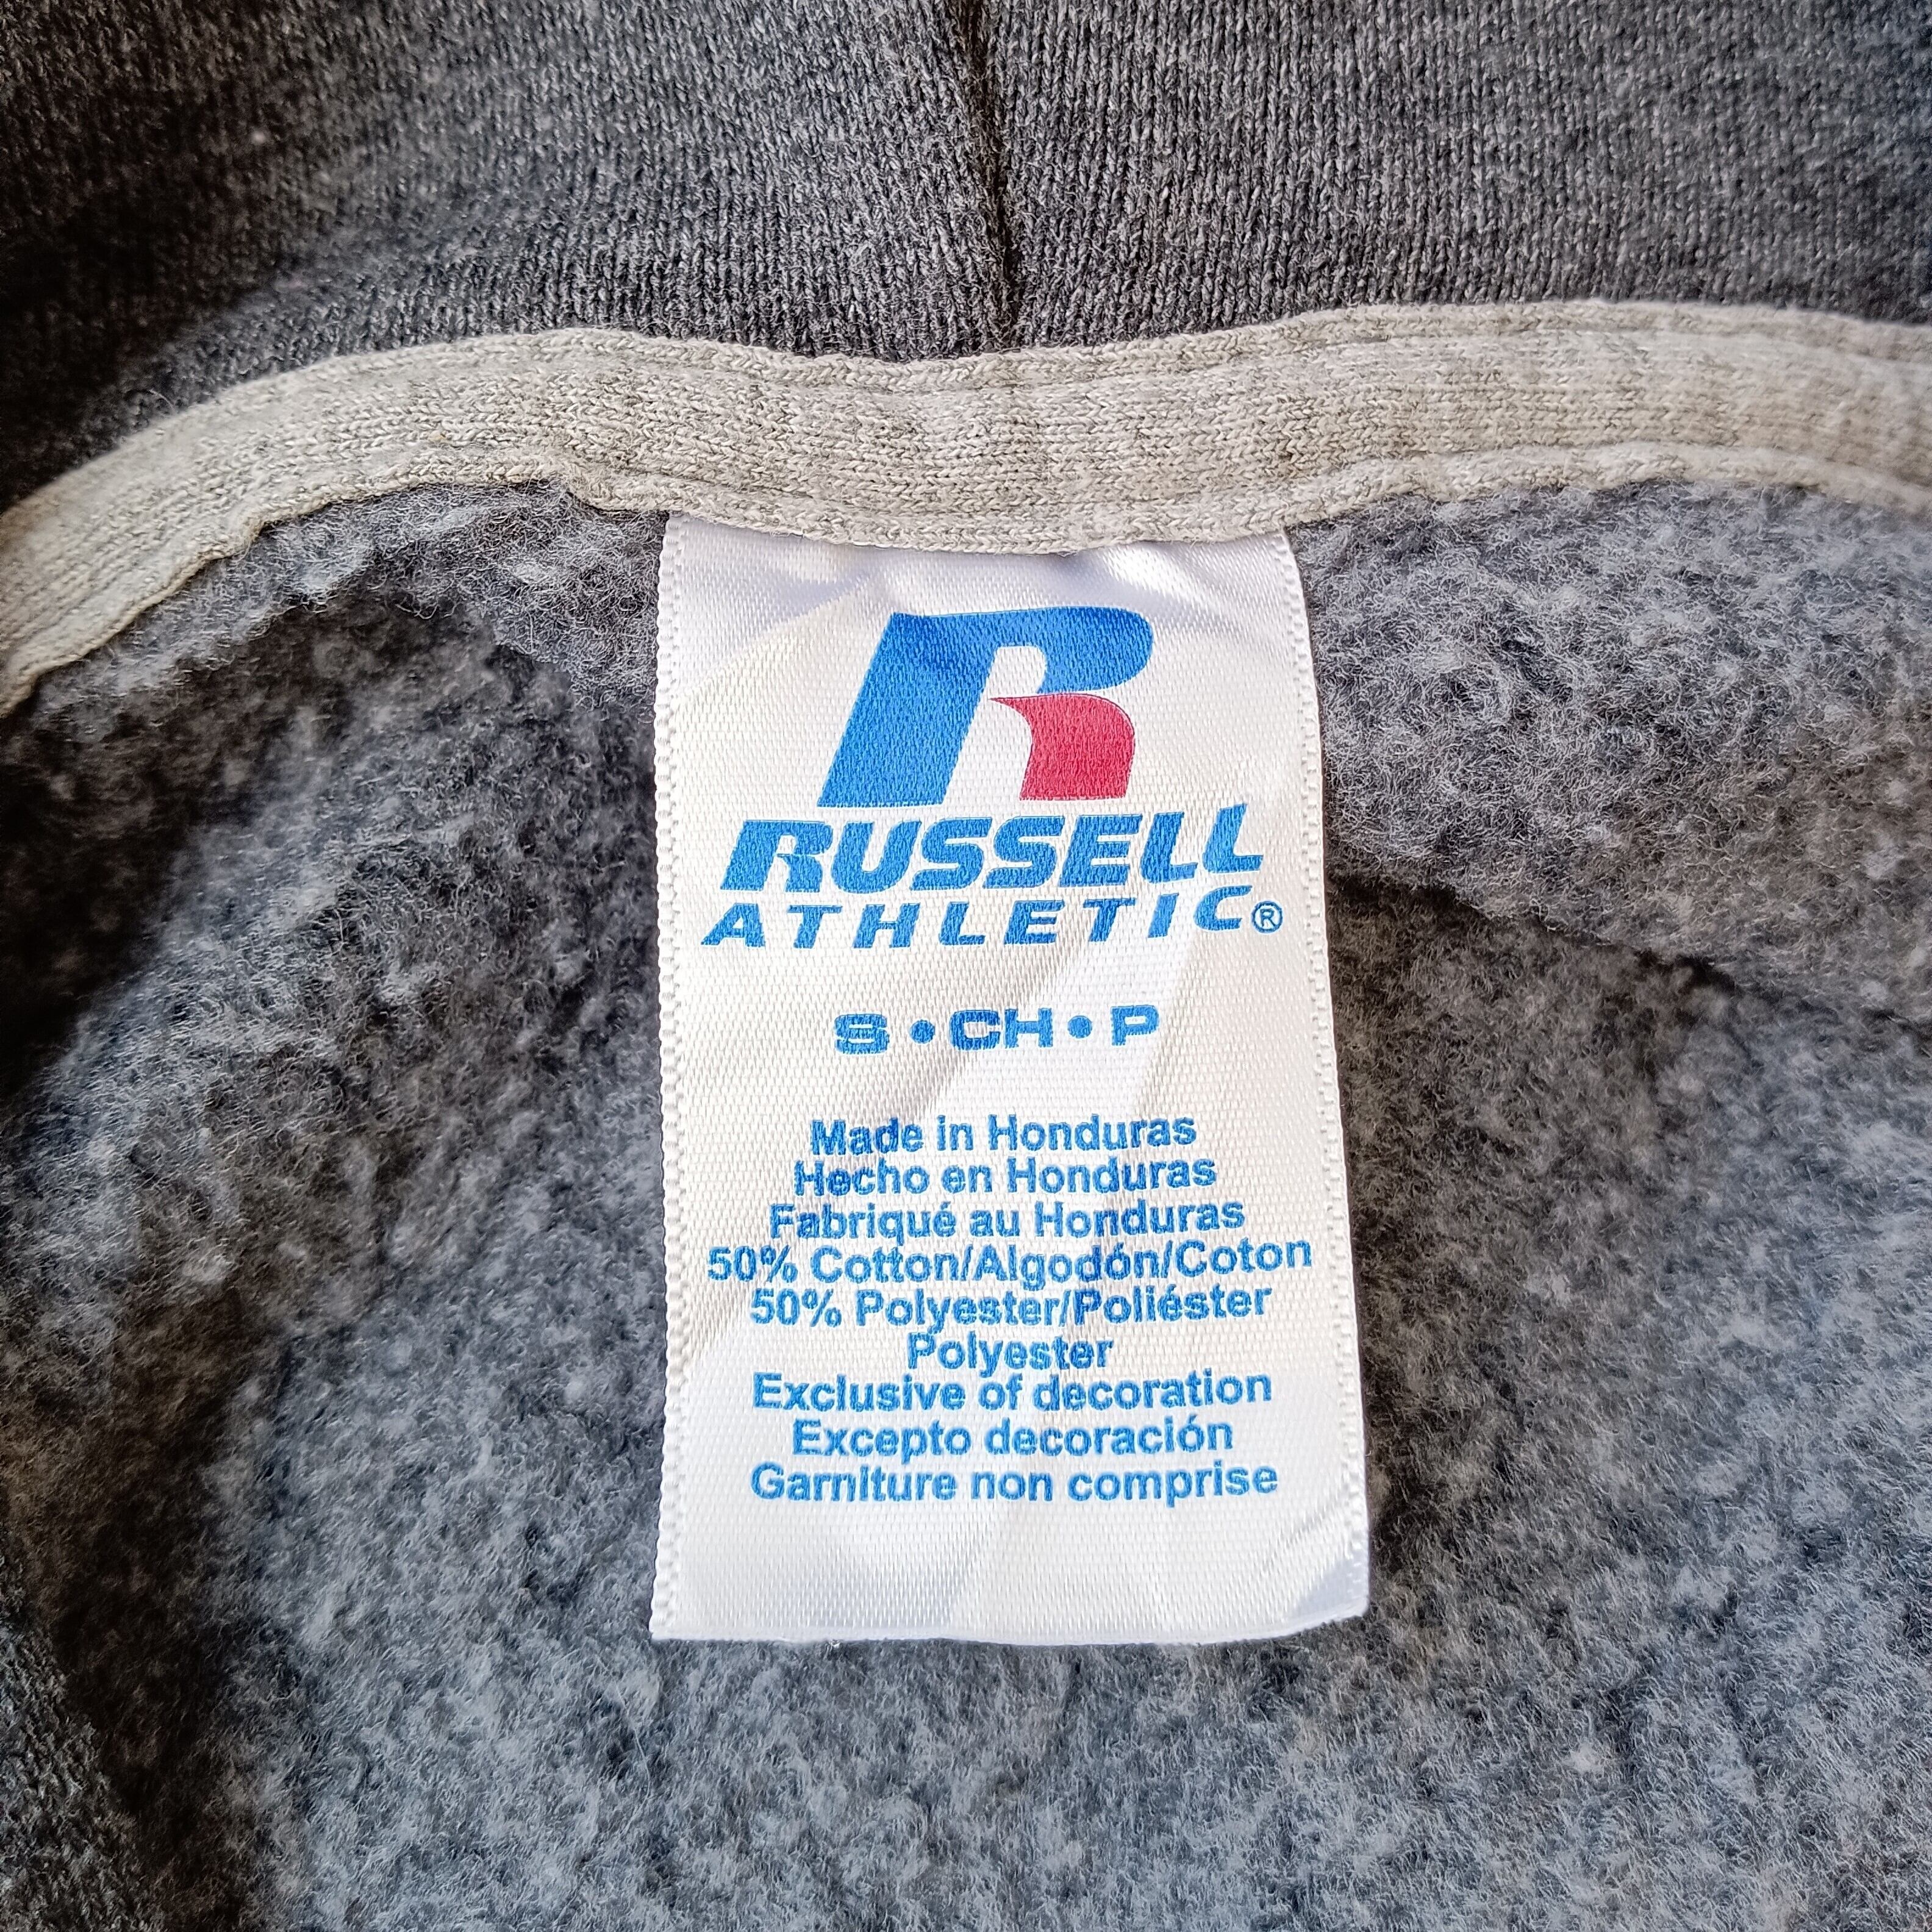 R
RUSSELL
ATHLETIC®
S•CH•P
Made in Honduras
Hecho en Honduras
Fabriqué au Honduras
50% Cotton/Algodón/Coton
50% Polyester/Poliéster
Polyester
Exclusive of decoration
Excepto decoración
Garniture non comprise